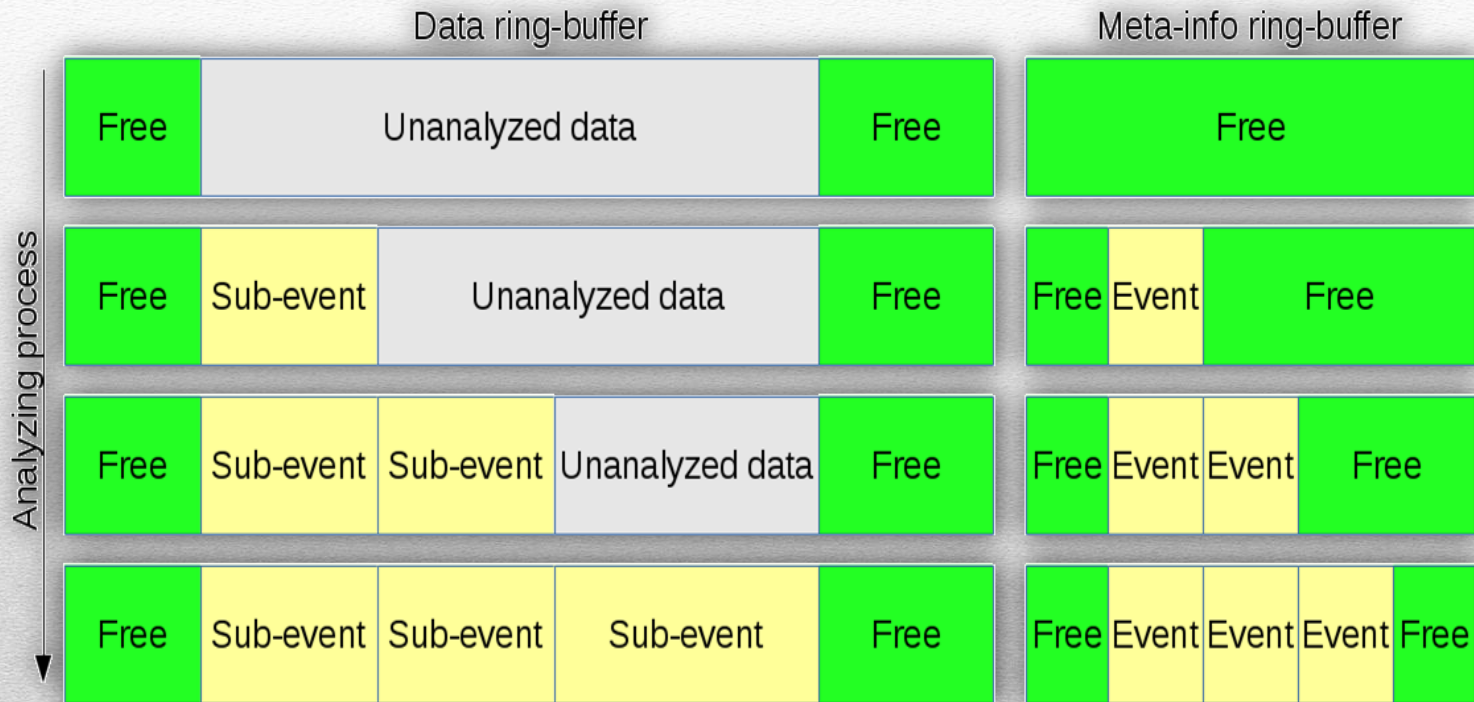 Data ring-buffer Meta-info ring-buffer
Free Unanalyzed data Free Free
Analyzing process
Free Sub-event Unanalyzed data Free Free Event Free
Free Sub-event Sub-event Unanalyzed data Free Free Event Event Free
Free Sub-event Sub-event Sub-event Free Free Event Event Event Free